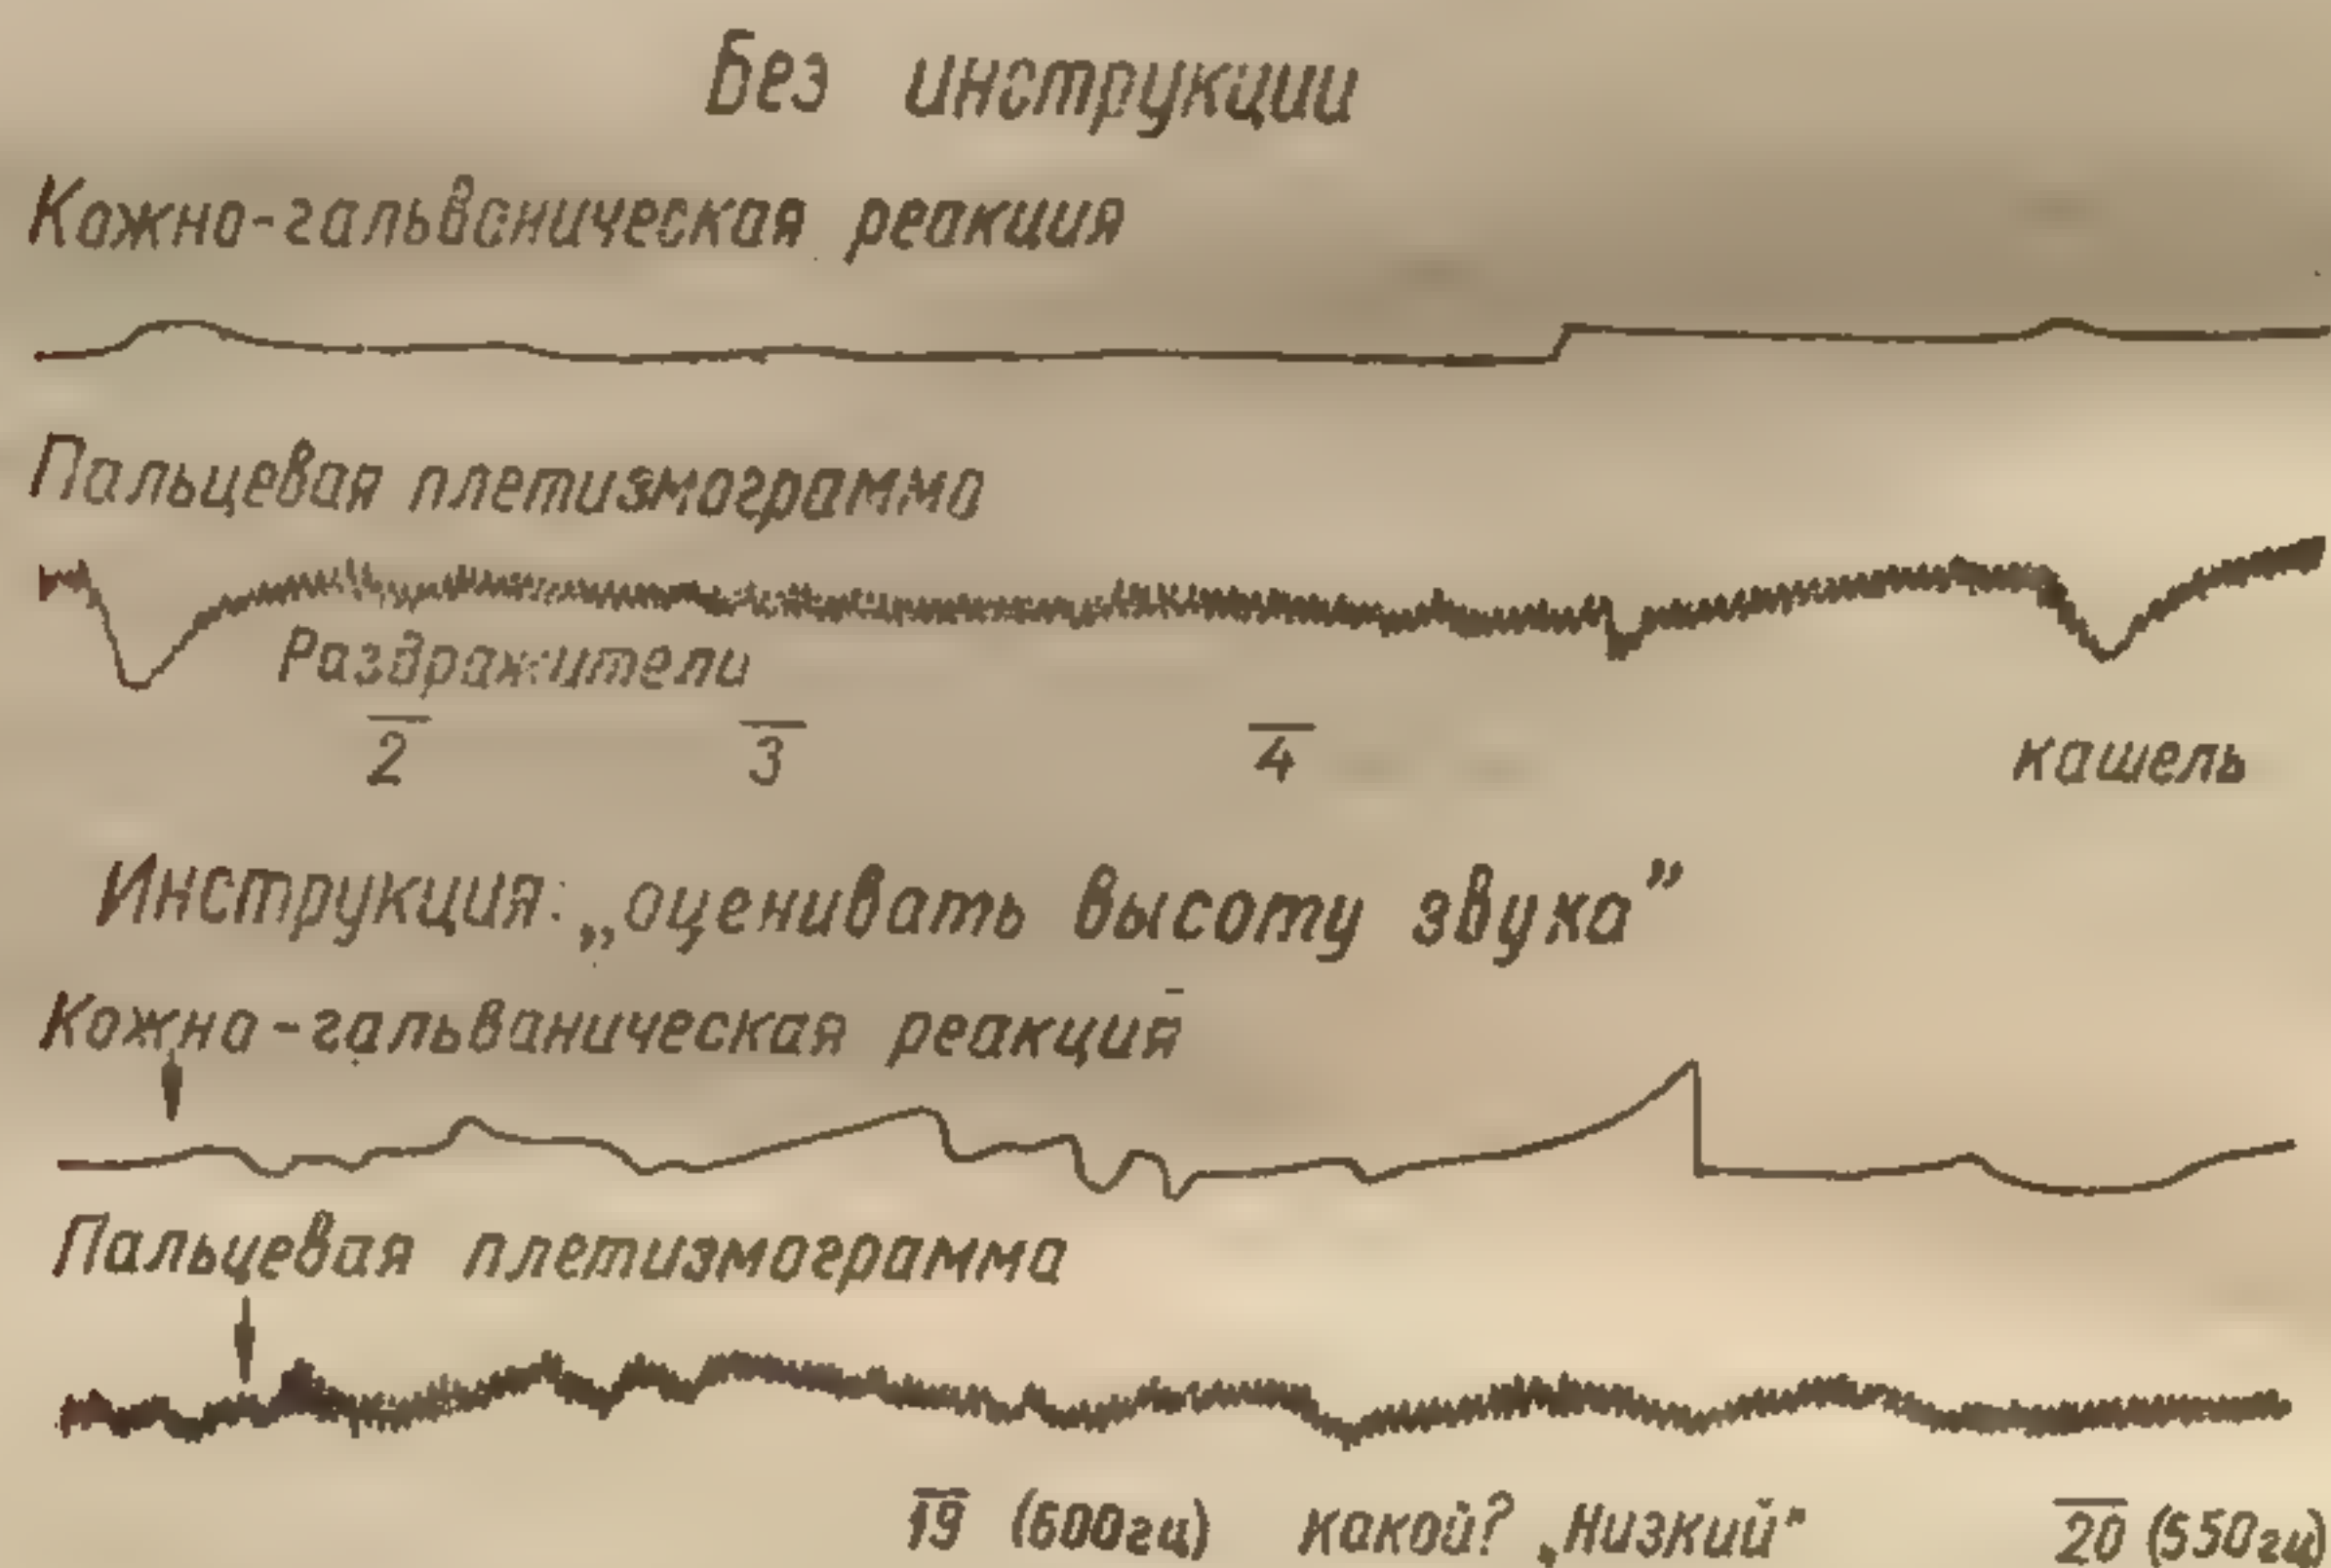 Без инструкции
Кожно-гальваническая реакция
Пальцевая плетизмограмма
Раздражители
2 3 4 кашель
Инструкция: „оценивать высоту звука”
Кожно-гальваническая реакция
Пальцевая плетизмограмма
19 (600гц) какой? „Низкий" 20 (550гц)